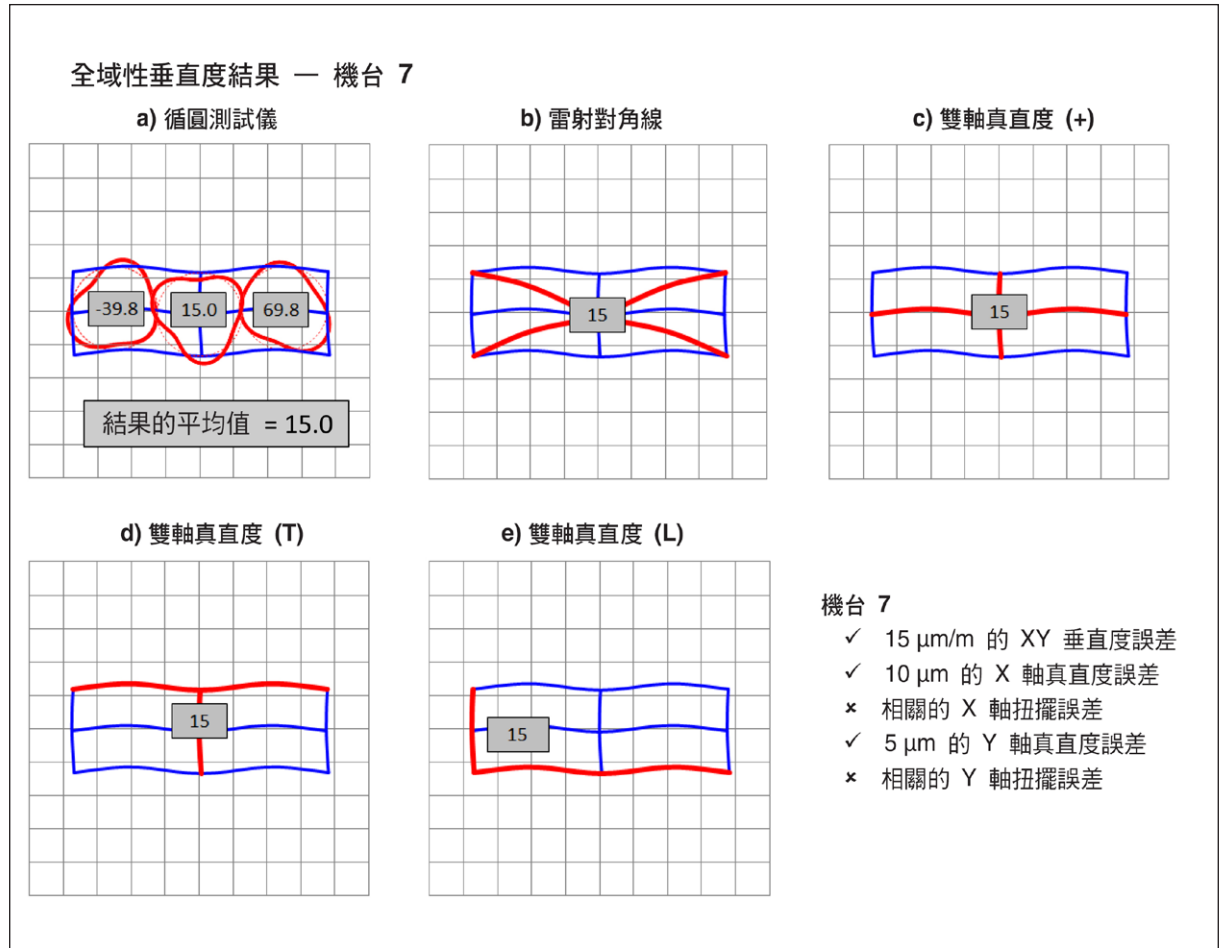 全域性垂直度結果 — 機台 7
a) 循圓測試儀
b) 雷射對角線
c) 雙軸真直度 (+)
-39.8
15.0
69.8
15
15
結果的平均值 = 15.0
d) 雙軸真直度 (T)
e) 雙軸真直度 (L)
15
15
機台 7
✓ 15 μm/m 的 XY 垂直度誤差
✓ 10 μm 的 X 軸真直度誤差
× 相關的 X 軸扭擺誤差
✓ 5 μm 的 Y 軸真直度誤差
× 相關的 Y 軸扭擺誤差